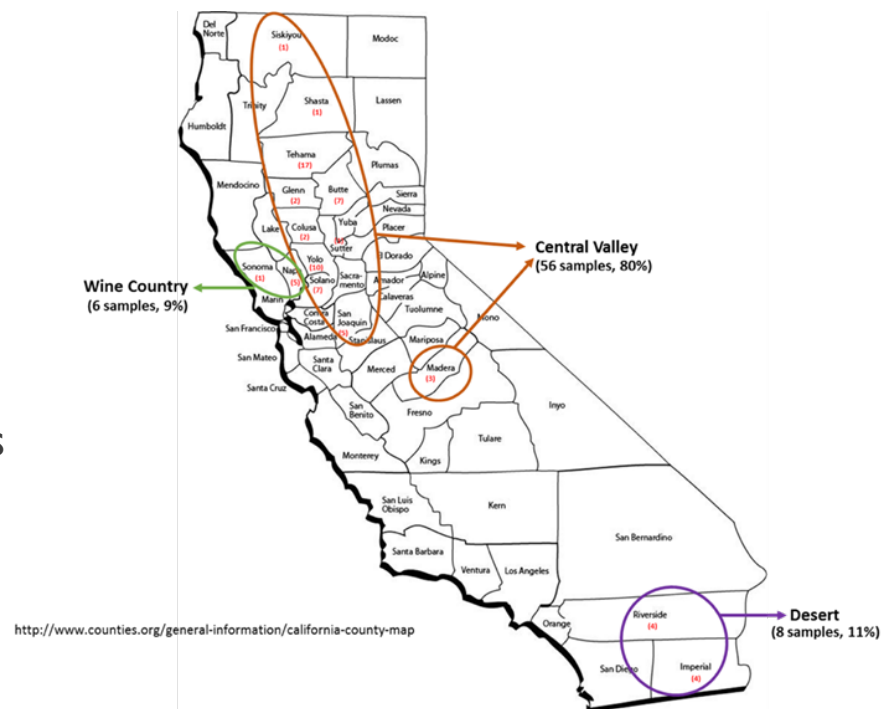 Del
Norte
Siskiyou
(1)
Modoc
Trinity
Shasta
(1)
Lassen
Humboldt
Tehama
(17)
Plumas
Mendocino
Glenn
(2)
Butte
(7)
Sierra
Nevada
Yuba
Placer
Lake
Colusa
(2)
Sutter
El Dorado
Yolo
(10)
Sonoma
(1)
Napa
(5)
Solano
(7)
Sacra-
mento
Amador
Alpine
Calaveras
Marin
Contra
Costa
San
Joaquin
(5)
Tuolumne
Mono
San Francisco
Alameda
Stanislaus
Mariposa
San Mateo
Santa
Clara
Merced
Madera
(3)
Santa Cruz
San
Benito
Fresno
Inyo
Monterey
Kings
Tulare
San Luis
Obispo
Kern
San Bernardino
Santa Barbara
Ventura
Los Angeles
Orange
Riverside
(4)
San Diego
Imperial
(4)
Central Valley
(56 samples, 80%)
Wine Country
(6 samples, 9%)
Desert
(8 samples, 11%)
s
http://www.counties.org/general-information/california-county-map